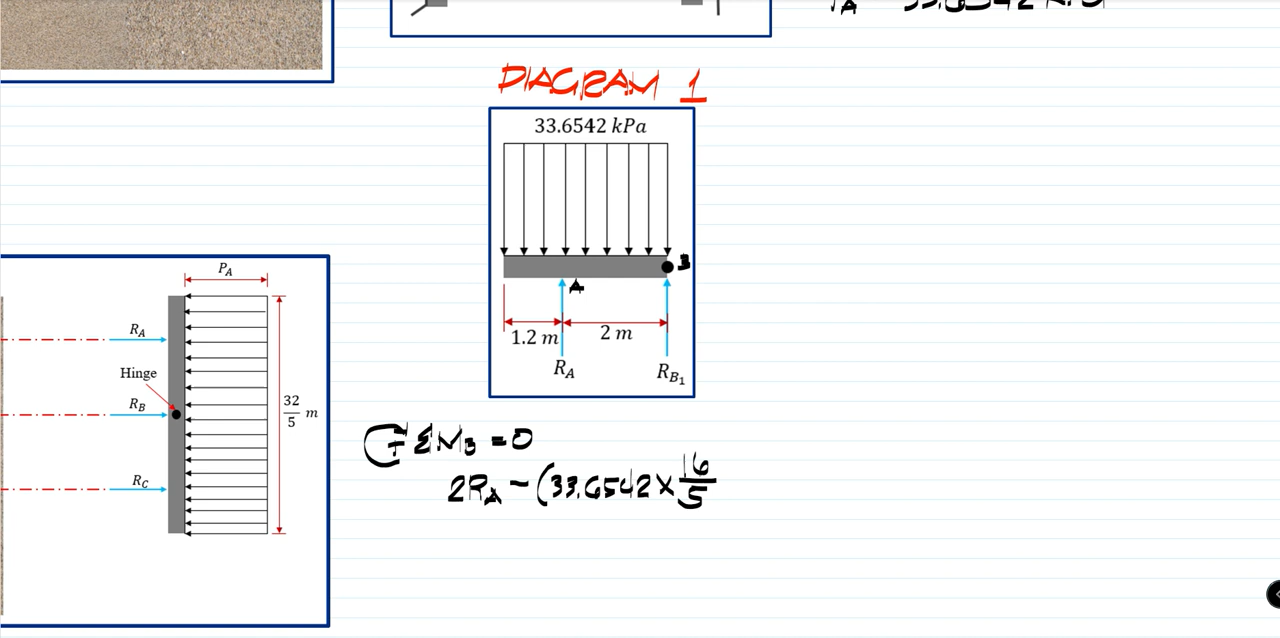 DIAGRAM 1
33.6542 kPa
A
B
1.2 m
2 m
R_A
R_{B_1}
P_A
R_A
Hinge
R_B
32/5 m
R_C
+ ΣM_B = 0
2R_A - (33.6542 × 16/5